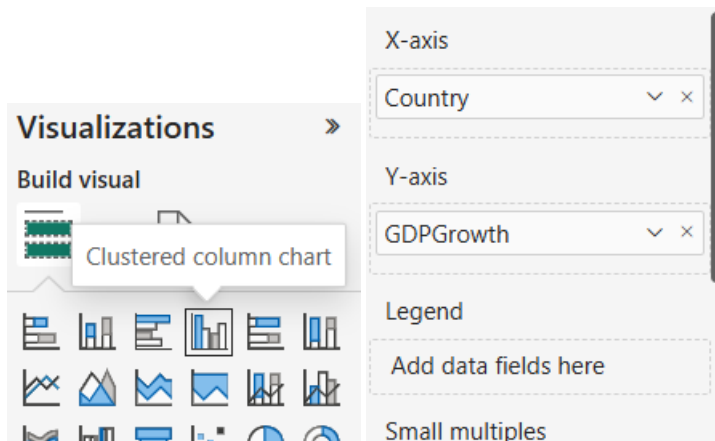 Visualizations
Build visual
Clustered column chart
X-axis
Country
Y-axis
GDPGrowth
Legend
Add data fields here
Small multiples